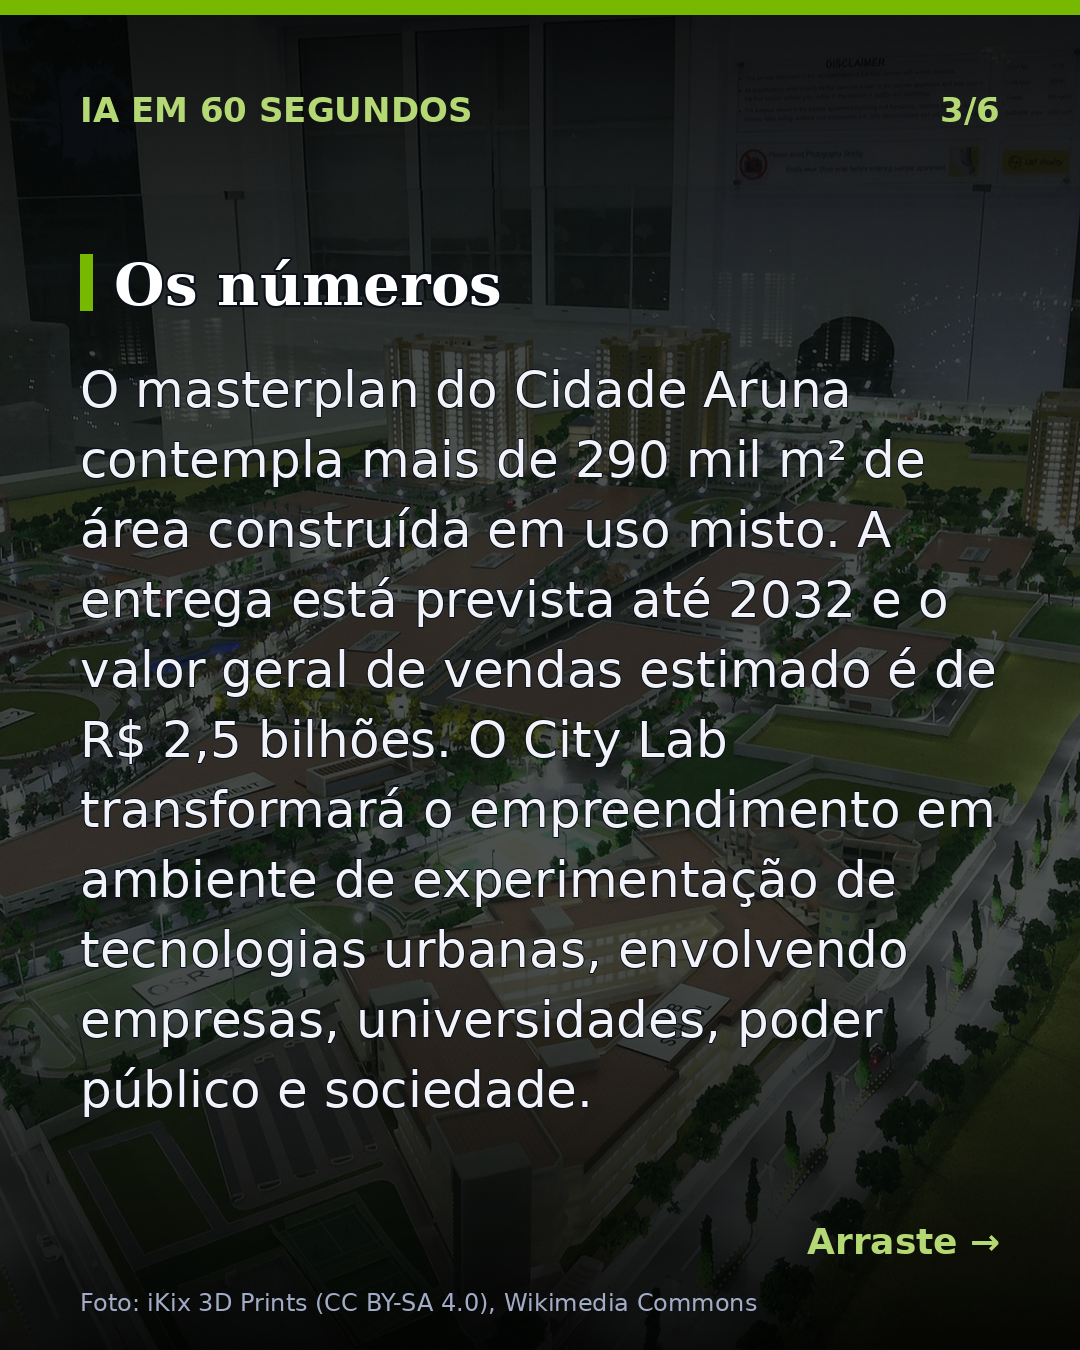 IA EM 60 SEGUNDOS
3/6
DISCLAIMER
Os números
O masterplan do Cidade Aruna
contempla mais de 290 mil m² de
área construída em uso misto. A
entrega está prevista até 2032 e o
valor geral de vendas estimado é de
R$ 2,5 bilhões. O City Lab
transformará o empreendimento em
ambiente de experimentação de
tecnologias urbanas, envolvendo
empresas, universidades, poder
público e sociedade.
Arraste →
Foto: iKix 3D Prints (CC BY-SA 4.0), Wikimedia Commons